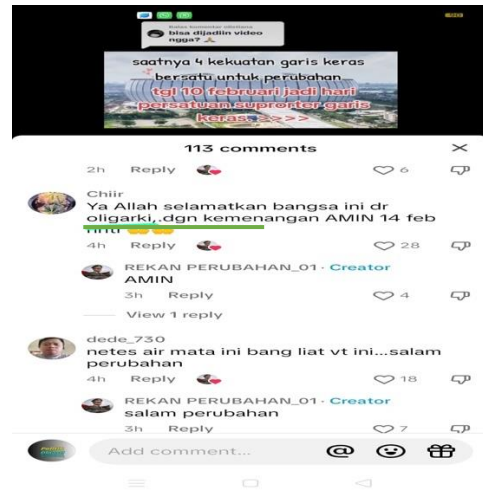 bisa dijadiin video
ngga? 🙏
saatnya 4 kekuatan garis keras
bersatu untuk perubahan
tgl 10 februari jadi hari
persatuan suprorter garis
keras. >>>>
113 comments
2h Reply 6
Chiir
Ya Allah selamatkan bangsa ini dr
oligarki,.dgn kemenangan AMIN 14 feb
4h Reply 28
REKAN PERUBAHAN_01 · Creator
AMIN
3h Reply 4
View 1 reply
dede_730
netes air mata ini bang liat vt ini...salam
perubahan
4h Reply 18
REKAN PERUBAHAN_01 · Creator
salam perubahan
3h Reply 7
Add comment...